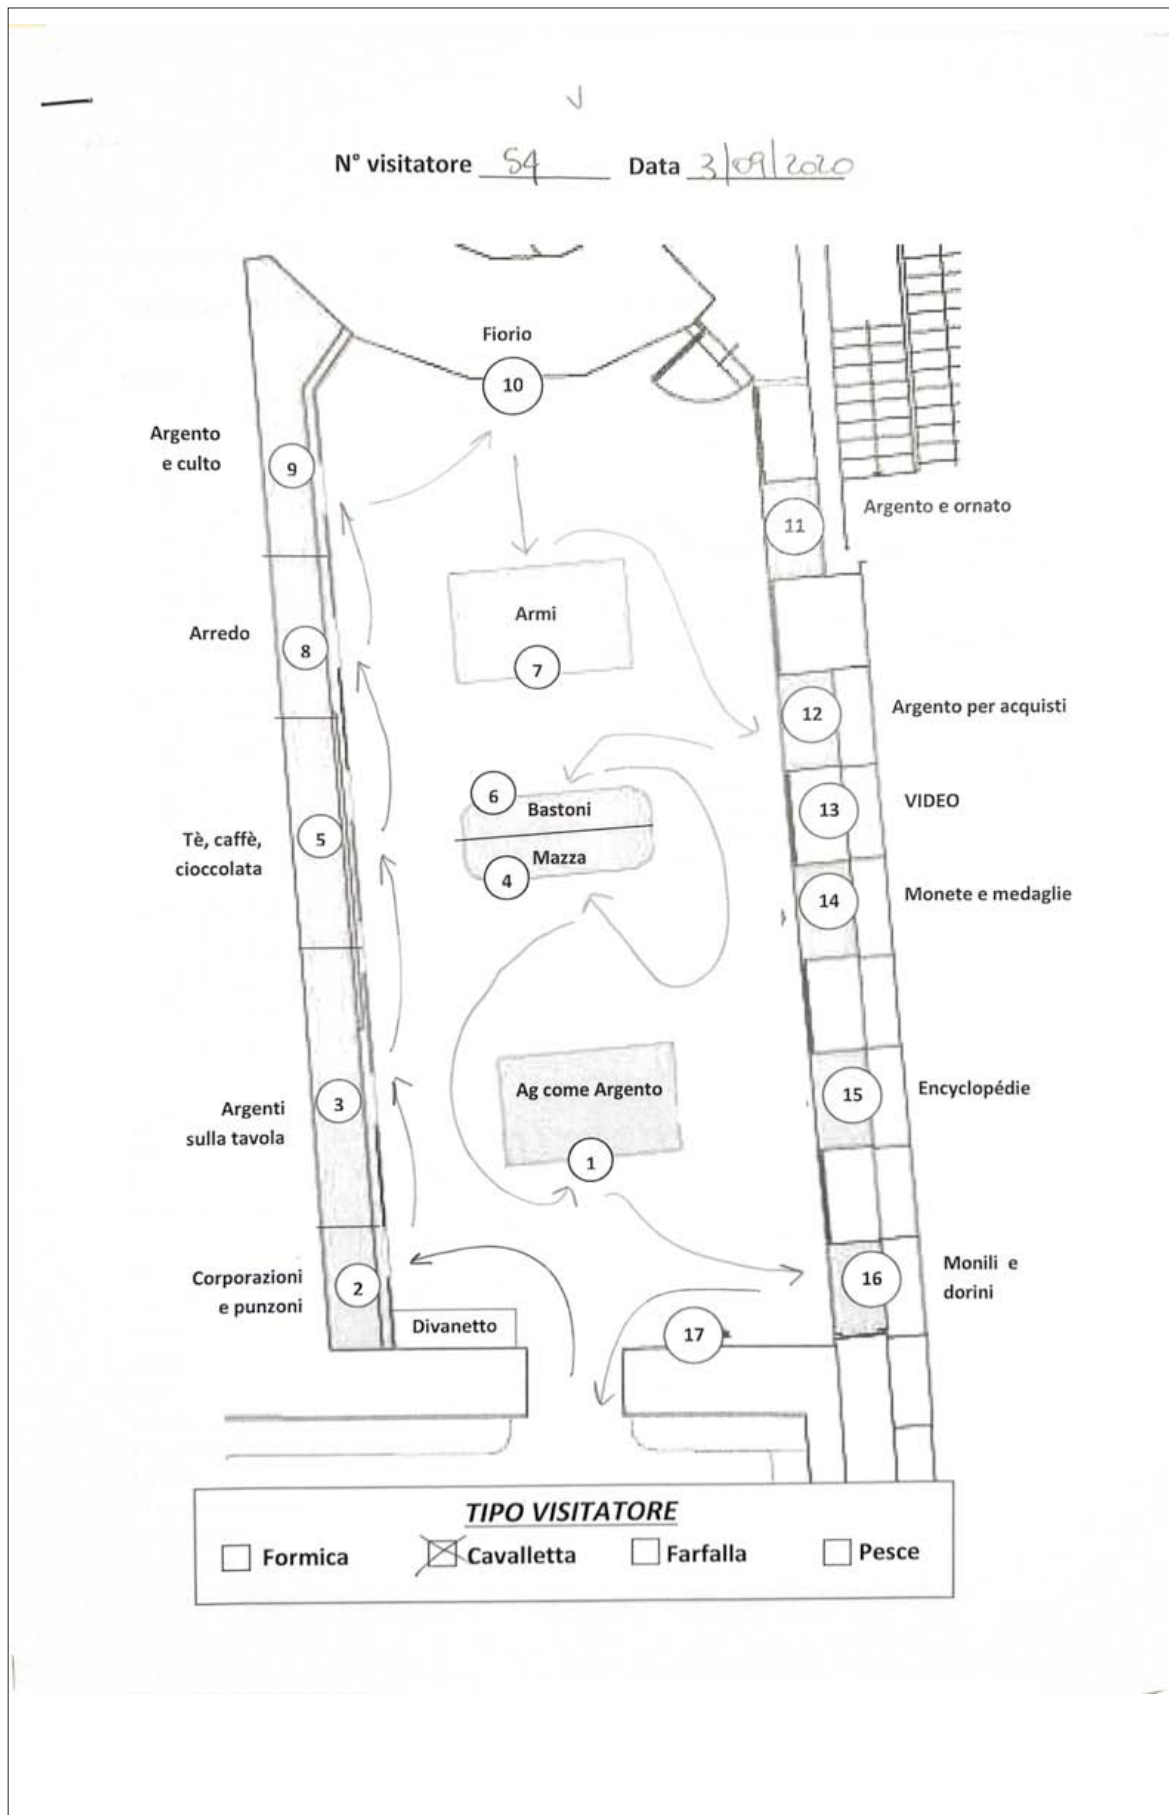 N° visitatore 54 Data 3/09/2020
Fiorio
10
Argento
e culto
9
11
Argento e ornato
Armi
7
Arredo
8
12
Argento per acquisti
6
Bastoni
13
VIDEO
Tè, caffè,
cioccolata
5
Mazza
4
14
Monete e medaglie
Ag come Argento
1
15
Encyclopédie
Argenti
sulla tavola
3
Corporazioni
e punzoni
2
16
Monili e
dorini
Divanetto
17
TIPO VISITATORE
Formica Cavalletta Farfalla Pesce